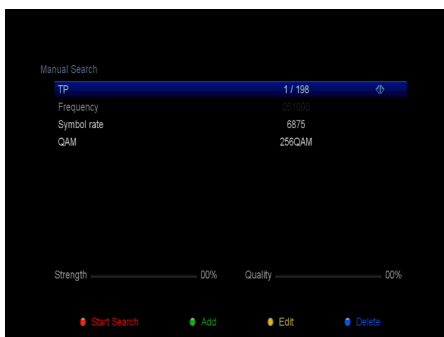 Manual Search
TP 1 / 198
Frequency 051000
Symbol rate 6875
QAM 256QAM
Strength 00% Quality 00%
Start Search Add Edit Delete